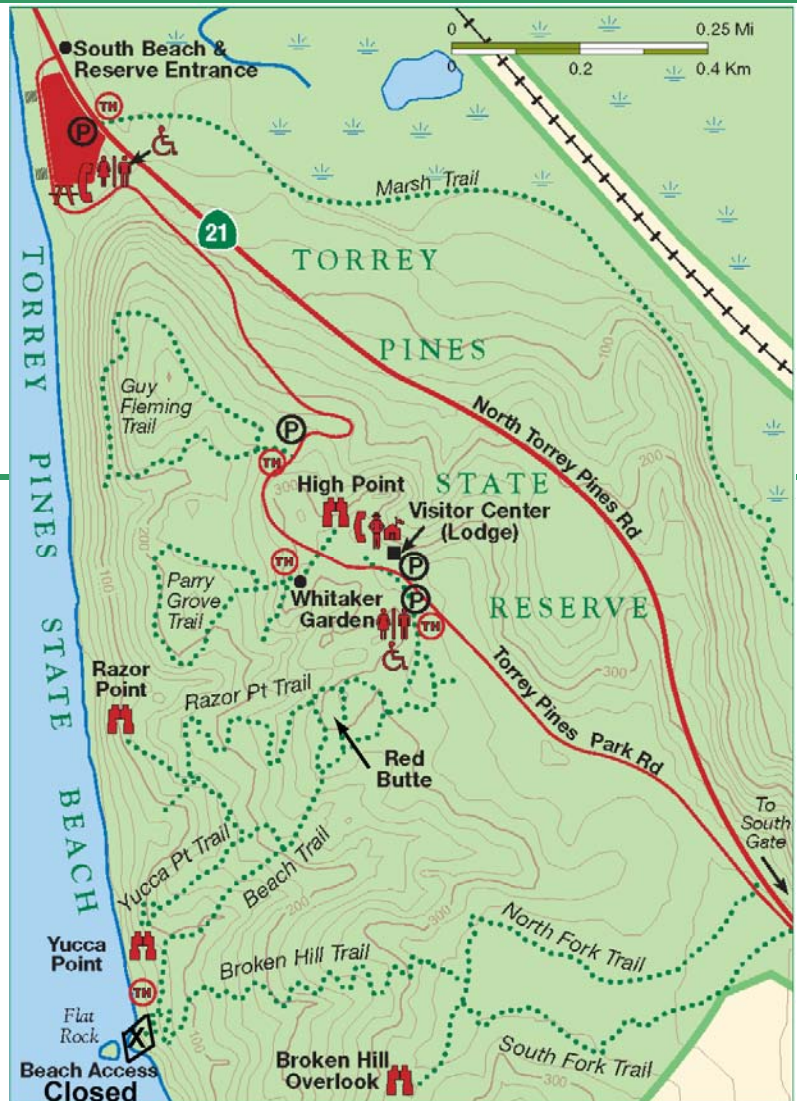 0 0.25 Mi
0 0.2 0.4 Km
South Beach &
Reserve Entrance
TH
P
21
Marsh Trail
TORREY
PINES
STATE
RESERVE
TORREY PINES STATE BEACH
North Torrey Pines Rd
100
200
300
Guy
Fleming
Trail
P
TH
100
200
300
High Point
Visitor Center
(Lodge)
P
P
TH
TH
Whitaker
Garden
Parry
Grove
Trail
200
Razor
Point
Razor Pt Trail
Red
Butte
Torrey Pines Park Rd
To
South
Gate
Yucca Pt Trail
Beach Trail
200
300
Yucca
Point
TH
Broken Hill Trail
North Fork Trail
South Fork Trail
Flat
Rock
X
Beach Access
Closed
100
Broken Hill
Overlook
300